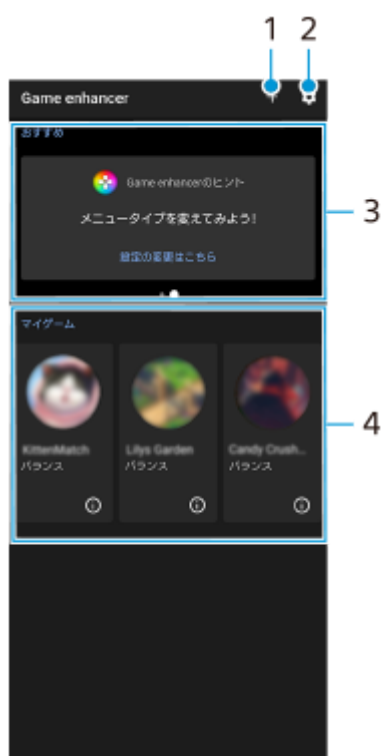 1 2
Game enhancer
おすすめ
Game enhancerのヒント
メニュータイプを変えてみよう!
設定の変更はこちら
3
マイゲーム
4
KittenMatch Lilys Garden Candy Crush...
バランス バランス バランス